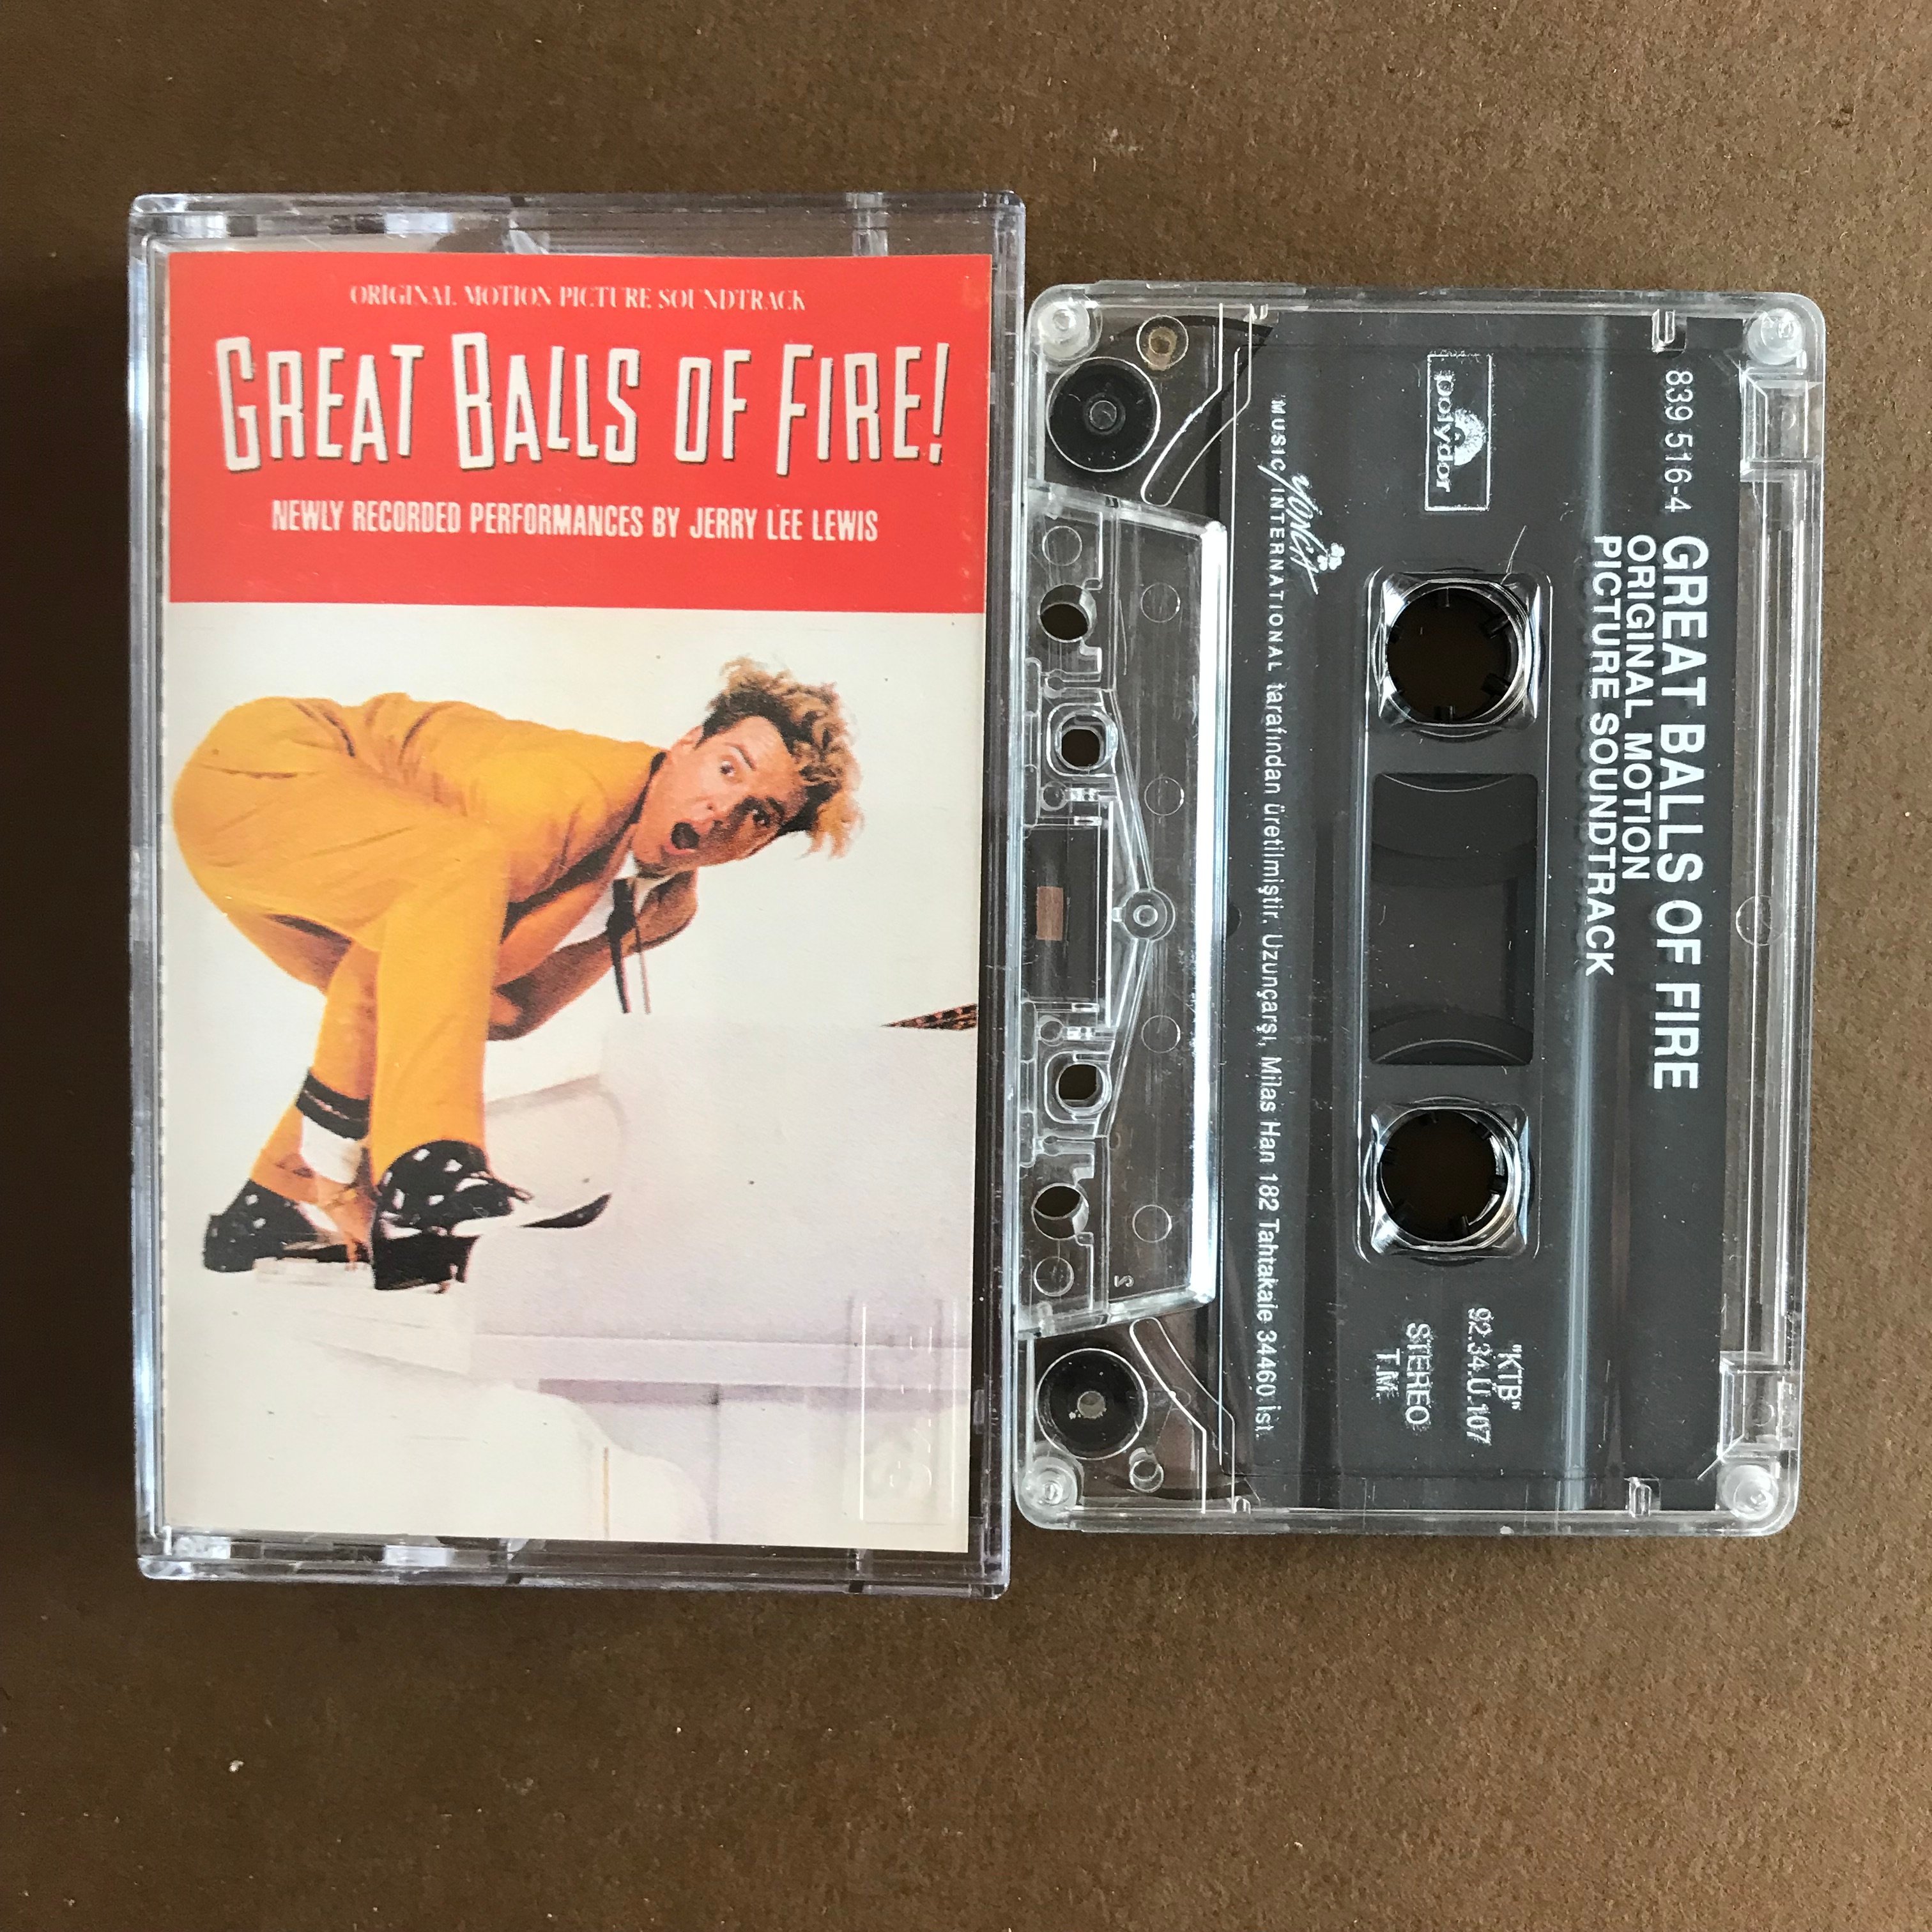 ORIGINAL MOTION PICTURE SOUNDTRACK
GREAT BALLS OF FIRE!
NEWLY RECORDED PERFORMANCES BY JERRY LEE LEWIS
839 516-4 GREAT BALLS OF FIRE
ORIGINAL MOTION
PICTURE SOUNDTRACK
polydor
"KTB"
92.34.Ü.107
STEREO
T.M.
YONCA
MUSIC INTERNATIONAL tarafından üretilmiştir. Uzunçarşı, Milas Han 182 Tahtakale 34460 İst.